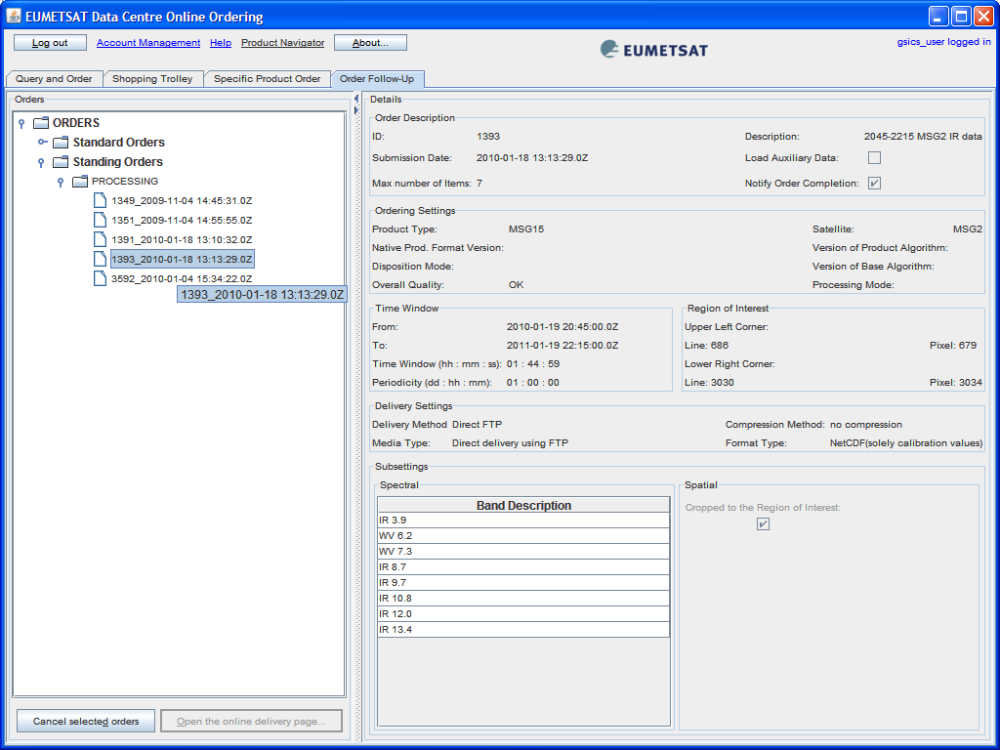 EUMETSAT Data Centre Online Ordering
Log out Account Management Help Product Navigator About... EUMETSAT gsics_user logged in
Query and Order Shopping Trolley Specific Product Order Order Follow-Up
Orders
ORDERS
Standard Orders
Standing Orders
PROCESSING
1349_2009-11-04 14:45:31.0Z
1351_2009-11-04 14:55:55.0Z
1391_2010-01-18 13:10:32.0Z
1393_2010-01-18 13:13:29.0Z
3592_2010-01-04 15:34:22.0Z
1393_2010-01-18 13:13:29.0Z
Cancel selected orders Open the online delivery page...
Details
Order Description
ID: 1393 Description: 2045-2215 MSG2 IR data
Submission Date: 2010-01-18 13:13:29.0Z Load Auxiliary Data:
Max number of Items: 7 Notify Order Completion:
Ordering Settings
Product Type: MSG15 Satellite: MSG2
Native Prod. Format Version: Version of Product Algorithm:
Disposition Mode: Version of Base Algorithm:
Overall Quality: OK Processing Mode:
Time Window
From: 2010-01-19 20:45:00.0Z
To: 2011-01-19 22:15:00.0Z
Time Window (hh : mm : ss): 01 : 44 : 59
Periodicity (dd : hh : mm): 01 : 00 : 00
Region of Interest
Upper Left Corner:
Line: 686 Pixel: 679
Lower Right Corner:
Line: 3030 Pixel: 3034
Delivery Settings
Delivery Method Direct FTP Compression Method: no compression
Media Type: Direct delivery using FTP Format Type: NetCDF(solely calibration values)
Subsettings
Spectral
Band Description
IR 3.9
WV 6.2
WV 7.3
IR 8.7
IR 9.7
IR 10.8
IR 12.0
IR 13.4
Spatial
Cropped to the Region of Interest: